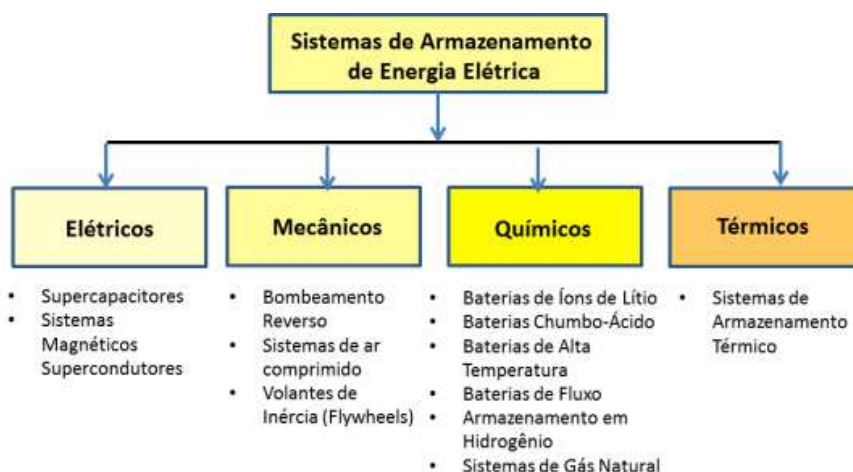 Sistemas de Armazenamento
de Energia Elétrica
Elétricos
Mecânicos
Químicos
Térmicos
• Supercapacitores
• Sistemas
Magnéticos
Supercondutores
• Bombeamento
Reverso
• Sistemas de ar
comprimido
• Volantes de
Inércia (Flywheels)
• Baterias de Íons de Lítio
• Baterias Chumbo-Ácido
• Baterias de Alta
Temperatura
• Baterias de Fluxo
• Armazenamento em
Hidrogênio
• Sistemas de Gás Natural
• Sistemas de
Armazenamento
Térmico